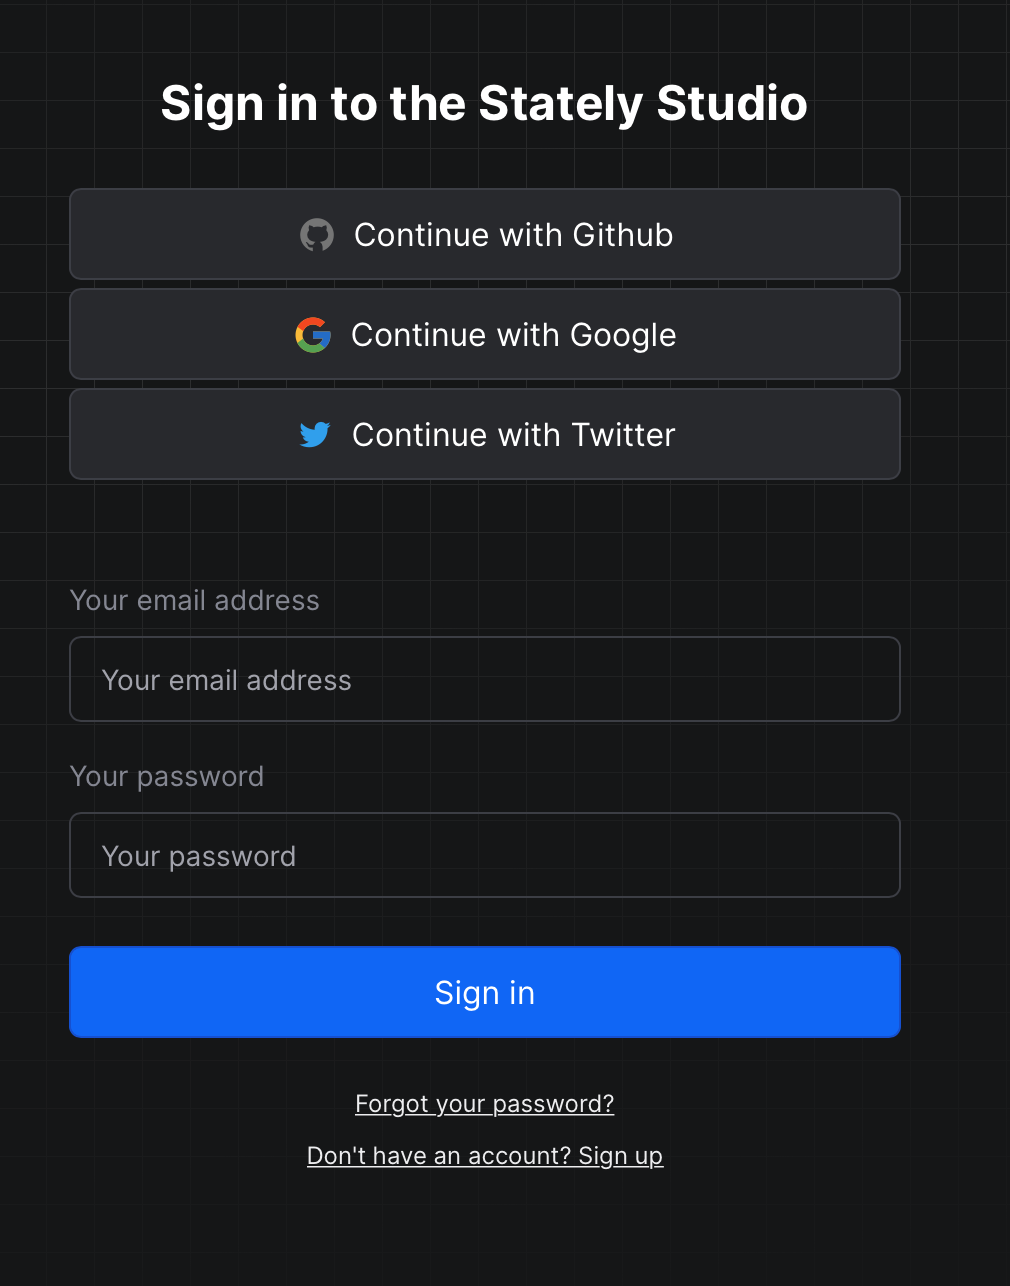 Sign in to the Stately Studio
Continue with Github
Continue with Google
Continue with Twitter
Your email address
Your email address
Your password
Your password
Sign in
Forgot your password?
Don't have an account? Sign up